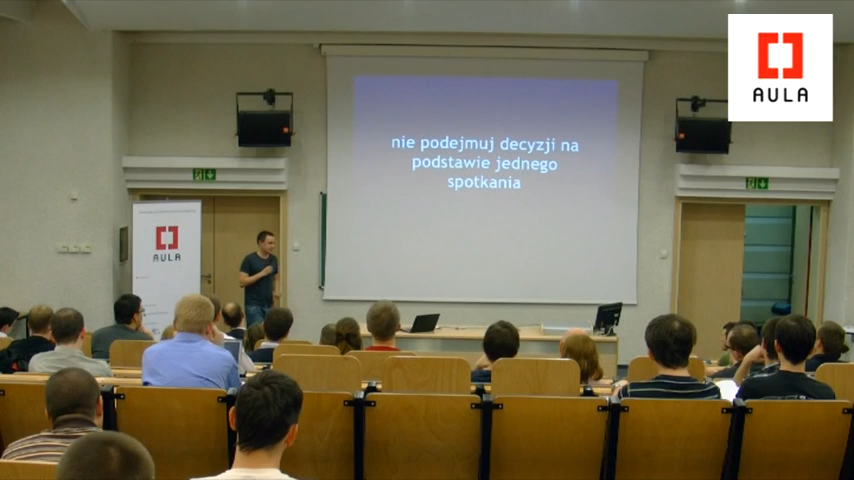 AULA
nie podejmuj decyzji na
podstawie jednego
spotkania
AULA